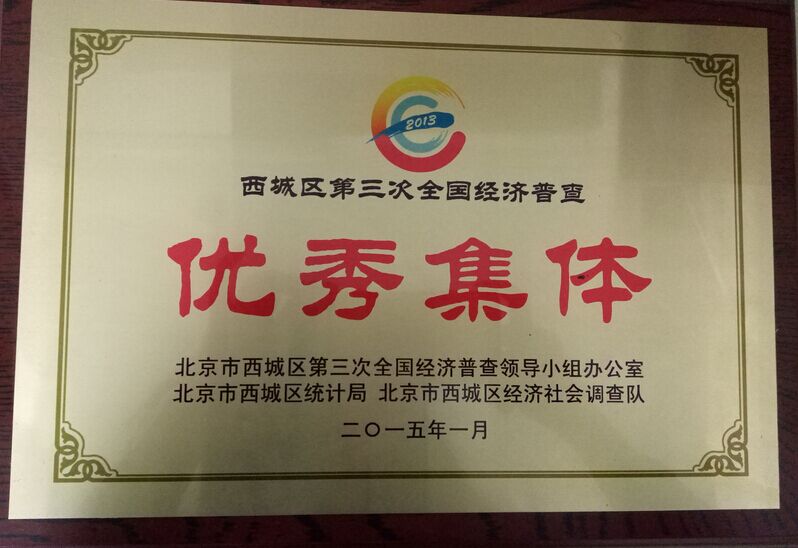 2013
西城区第三次全国经济普查
优秀集体
北京市西城区第三次全国经济普查领导小组办公室
北京市西城区统计局 北京市西城区经济社会调查队
二〇一五年一月